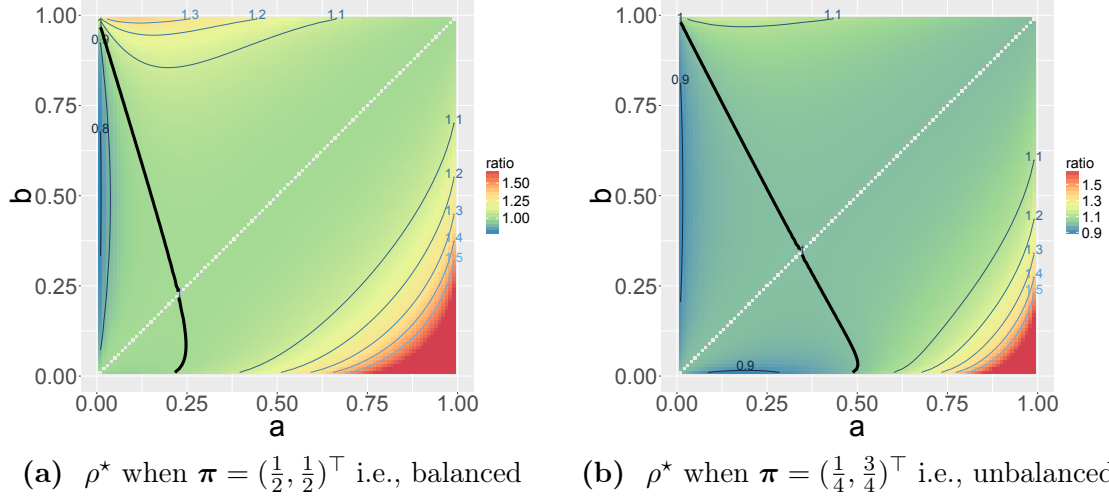 1.00
0.75
0.50
0.25
0.00
b
0.00 0.25 0.50 0.75 1.00
a
1.3 1.2 1.1
0.9
0.8
1.1
1.2
1.3
1.4
1.5
ratio
1.50
1.00
(a) ρ⋆ when π = (1/2, 1/2)⊤ i.e., balanced
1.00
0.75
0.50
0.25
0.00
b
0.00 0.25 0.50 0.75 1.00
a
1
1.1
0.9
1.1
1.2
1.3
1.4
1.5
0.9
ratio
1.5
1.3
1.1
0.9
(b) ρ⋆ when π = (1/4, 3/4)⊤ i.e., unbalanced